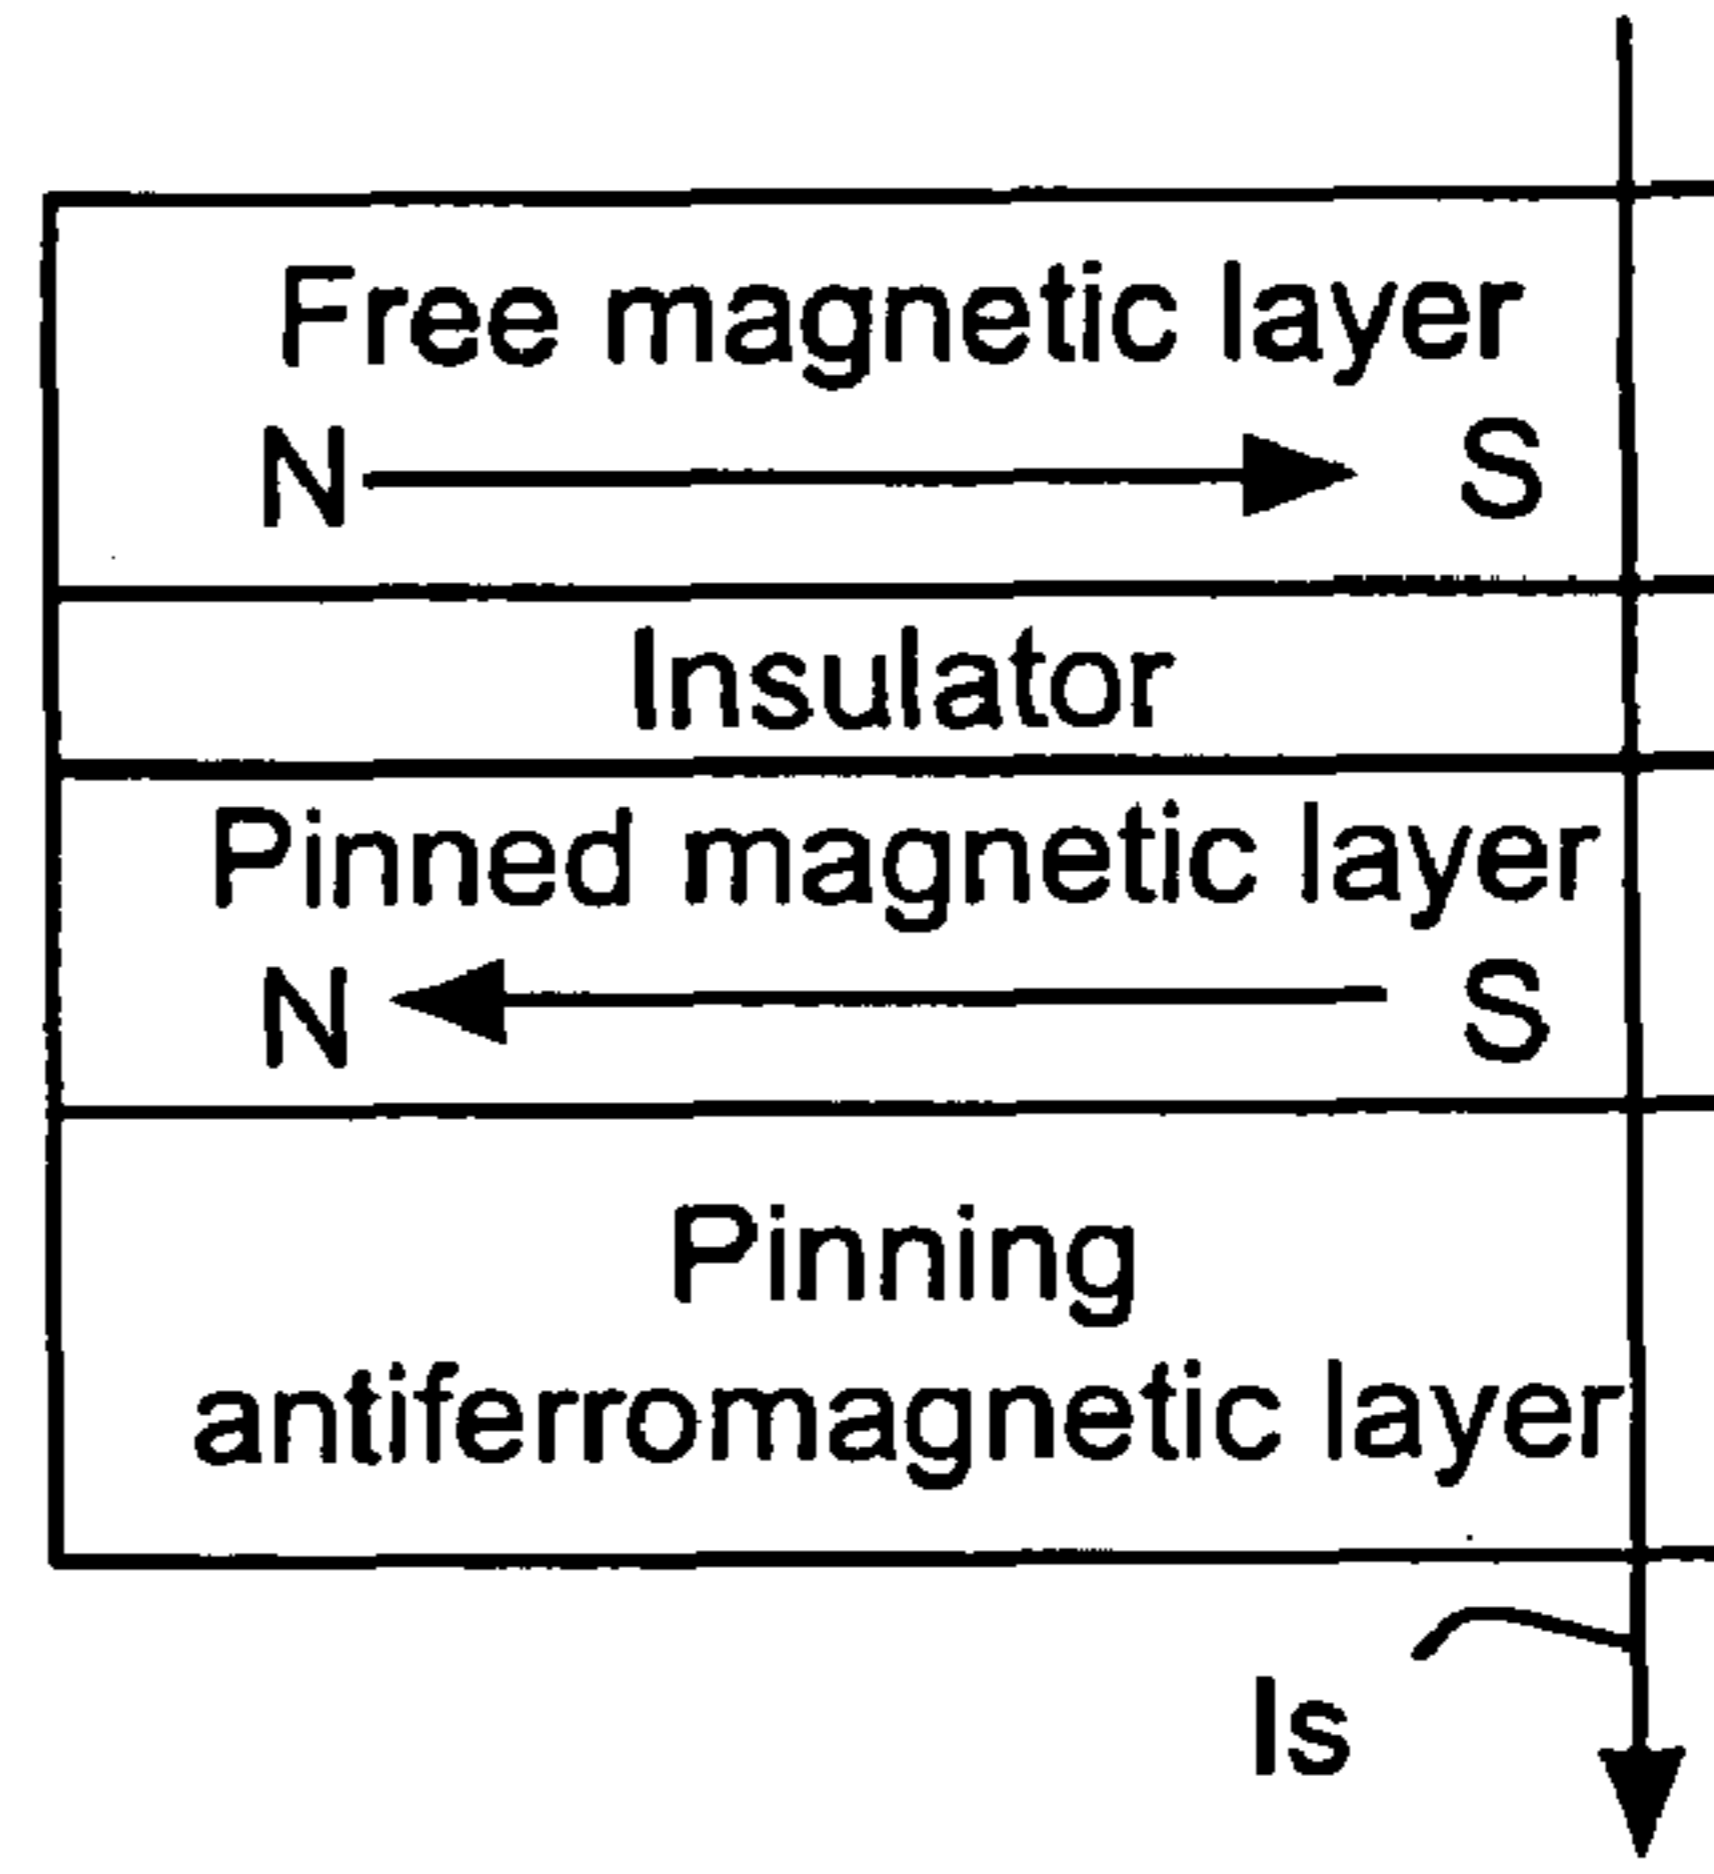 Free magnetic layer
N S
Insulator
Pinned magnetic layer
N S
Pinning
antiferromagnetic layer
Is